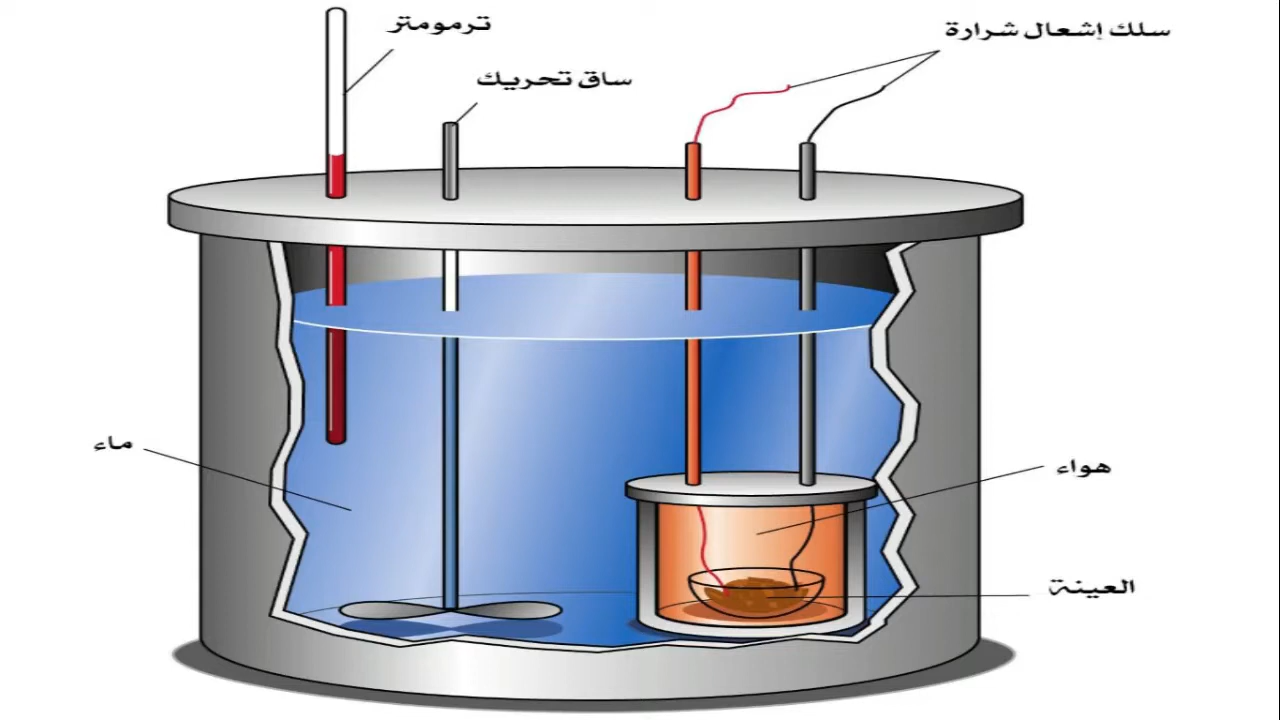 ترمومتر
سلك إشعال شرارة
ساق تحريك
ماء
هواء
العينة